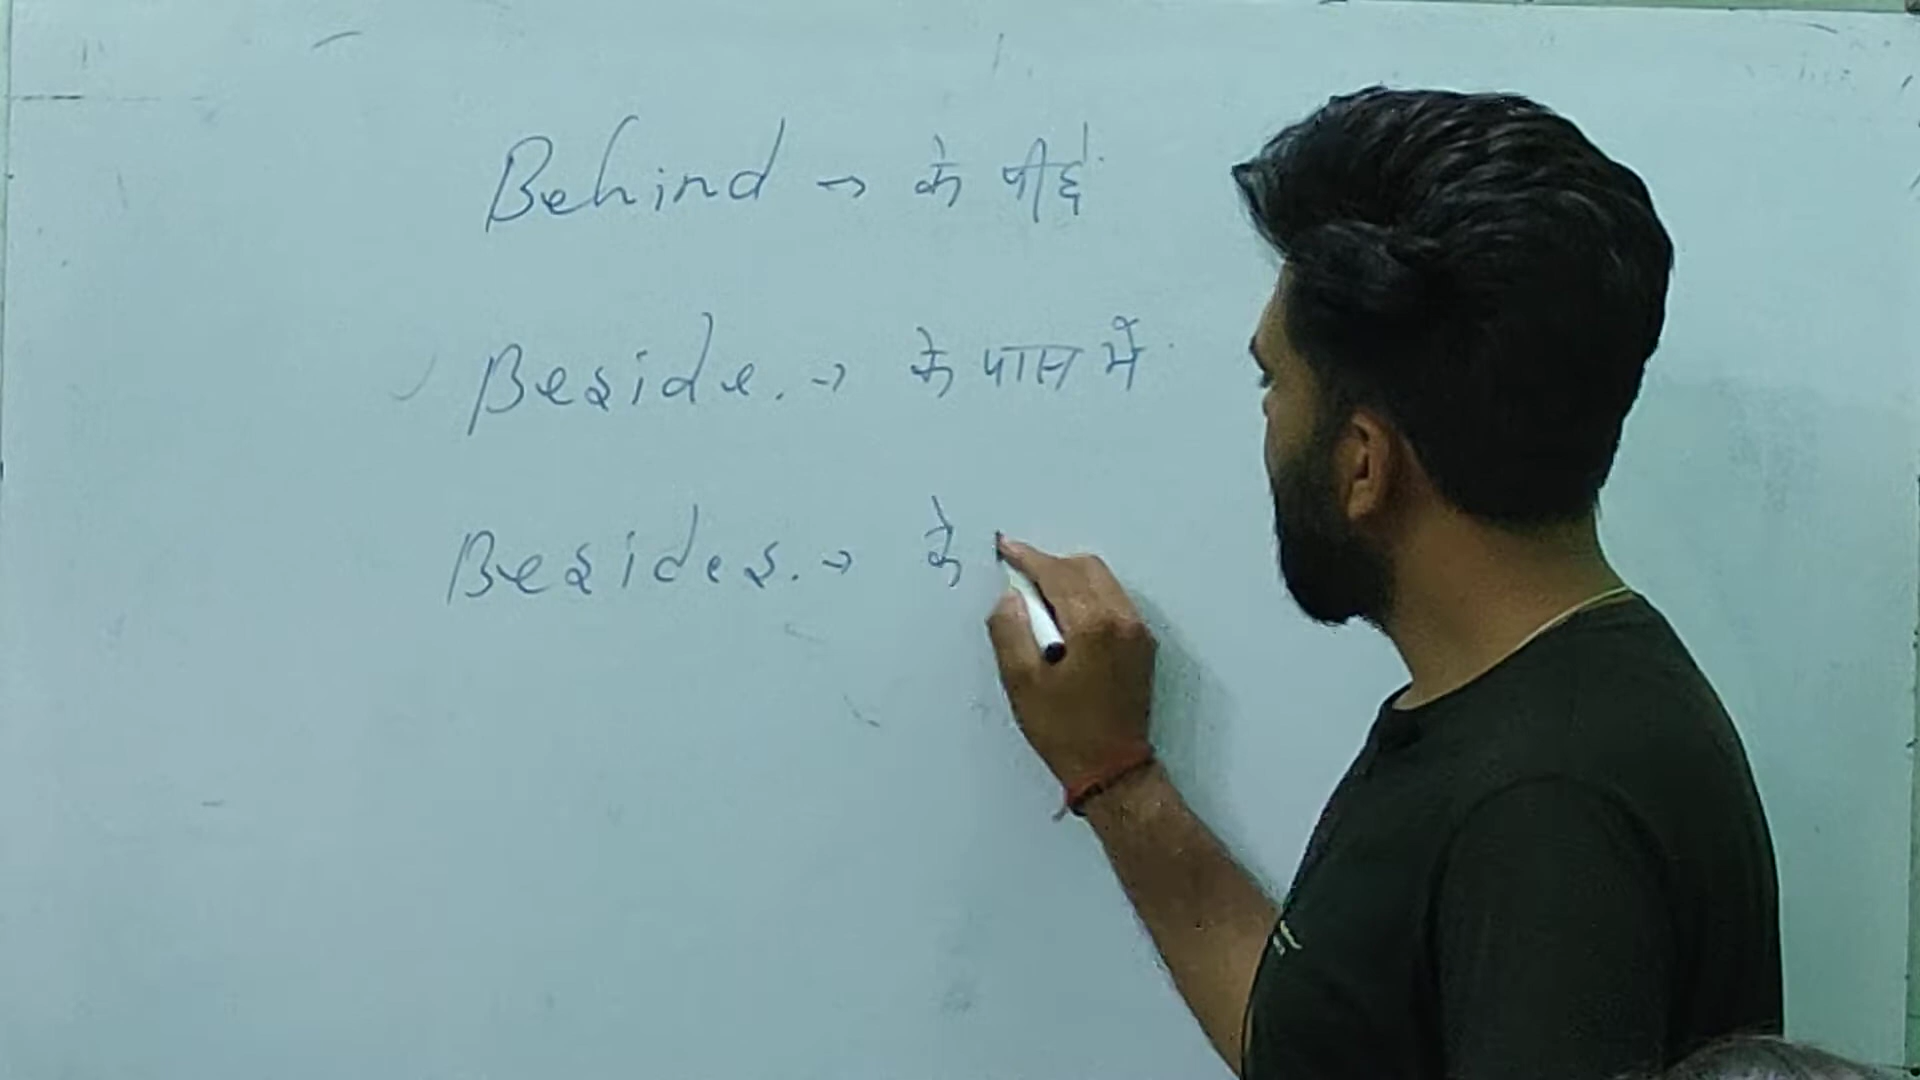 Behind → के पीछे
Beside. → के पास में
Besides. → के